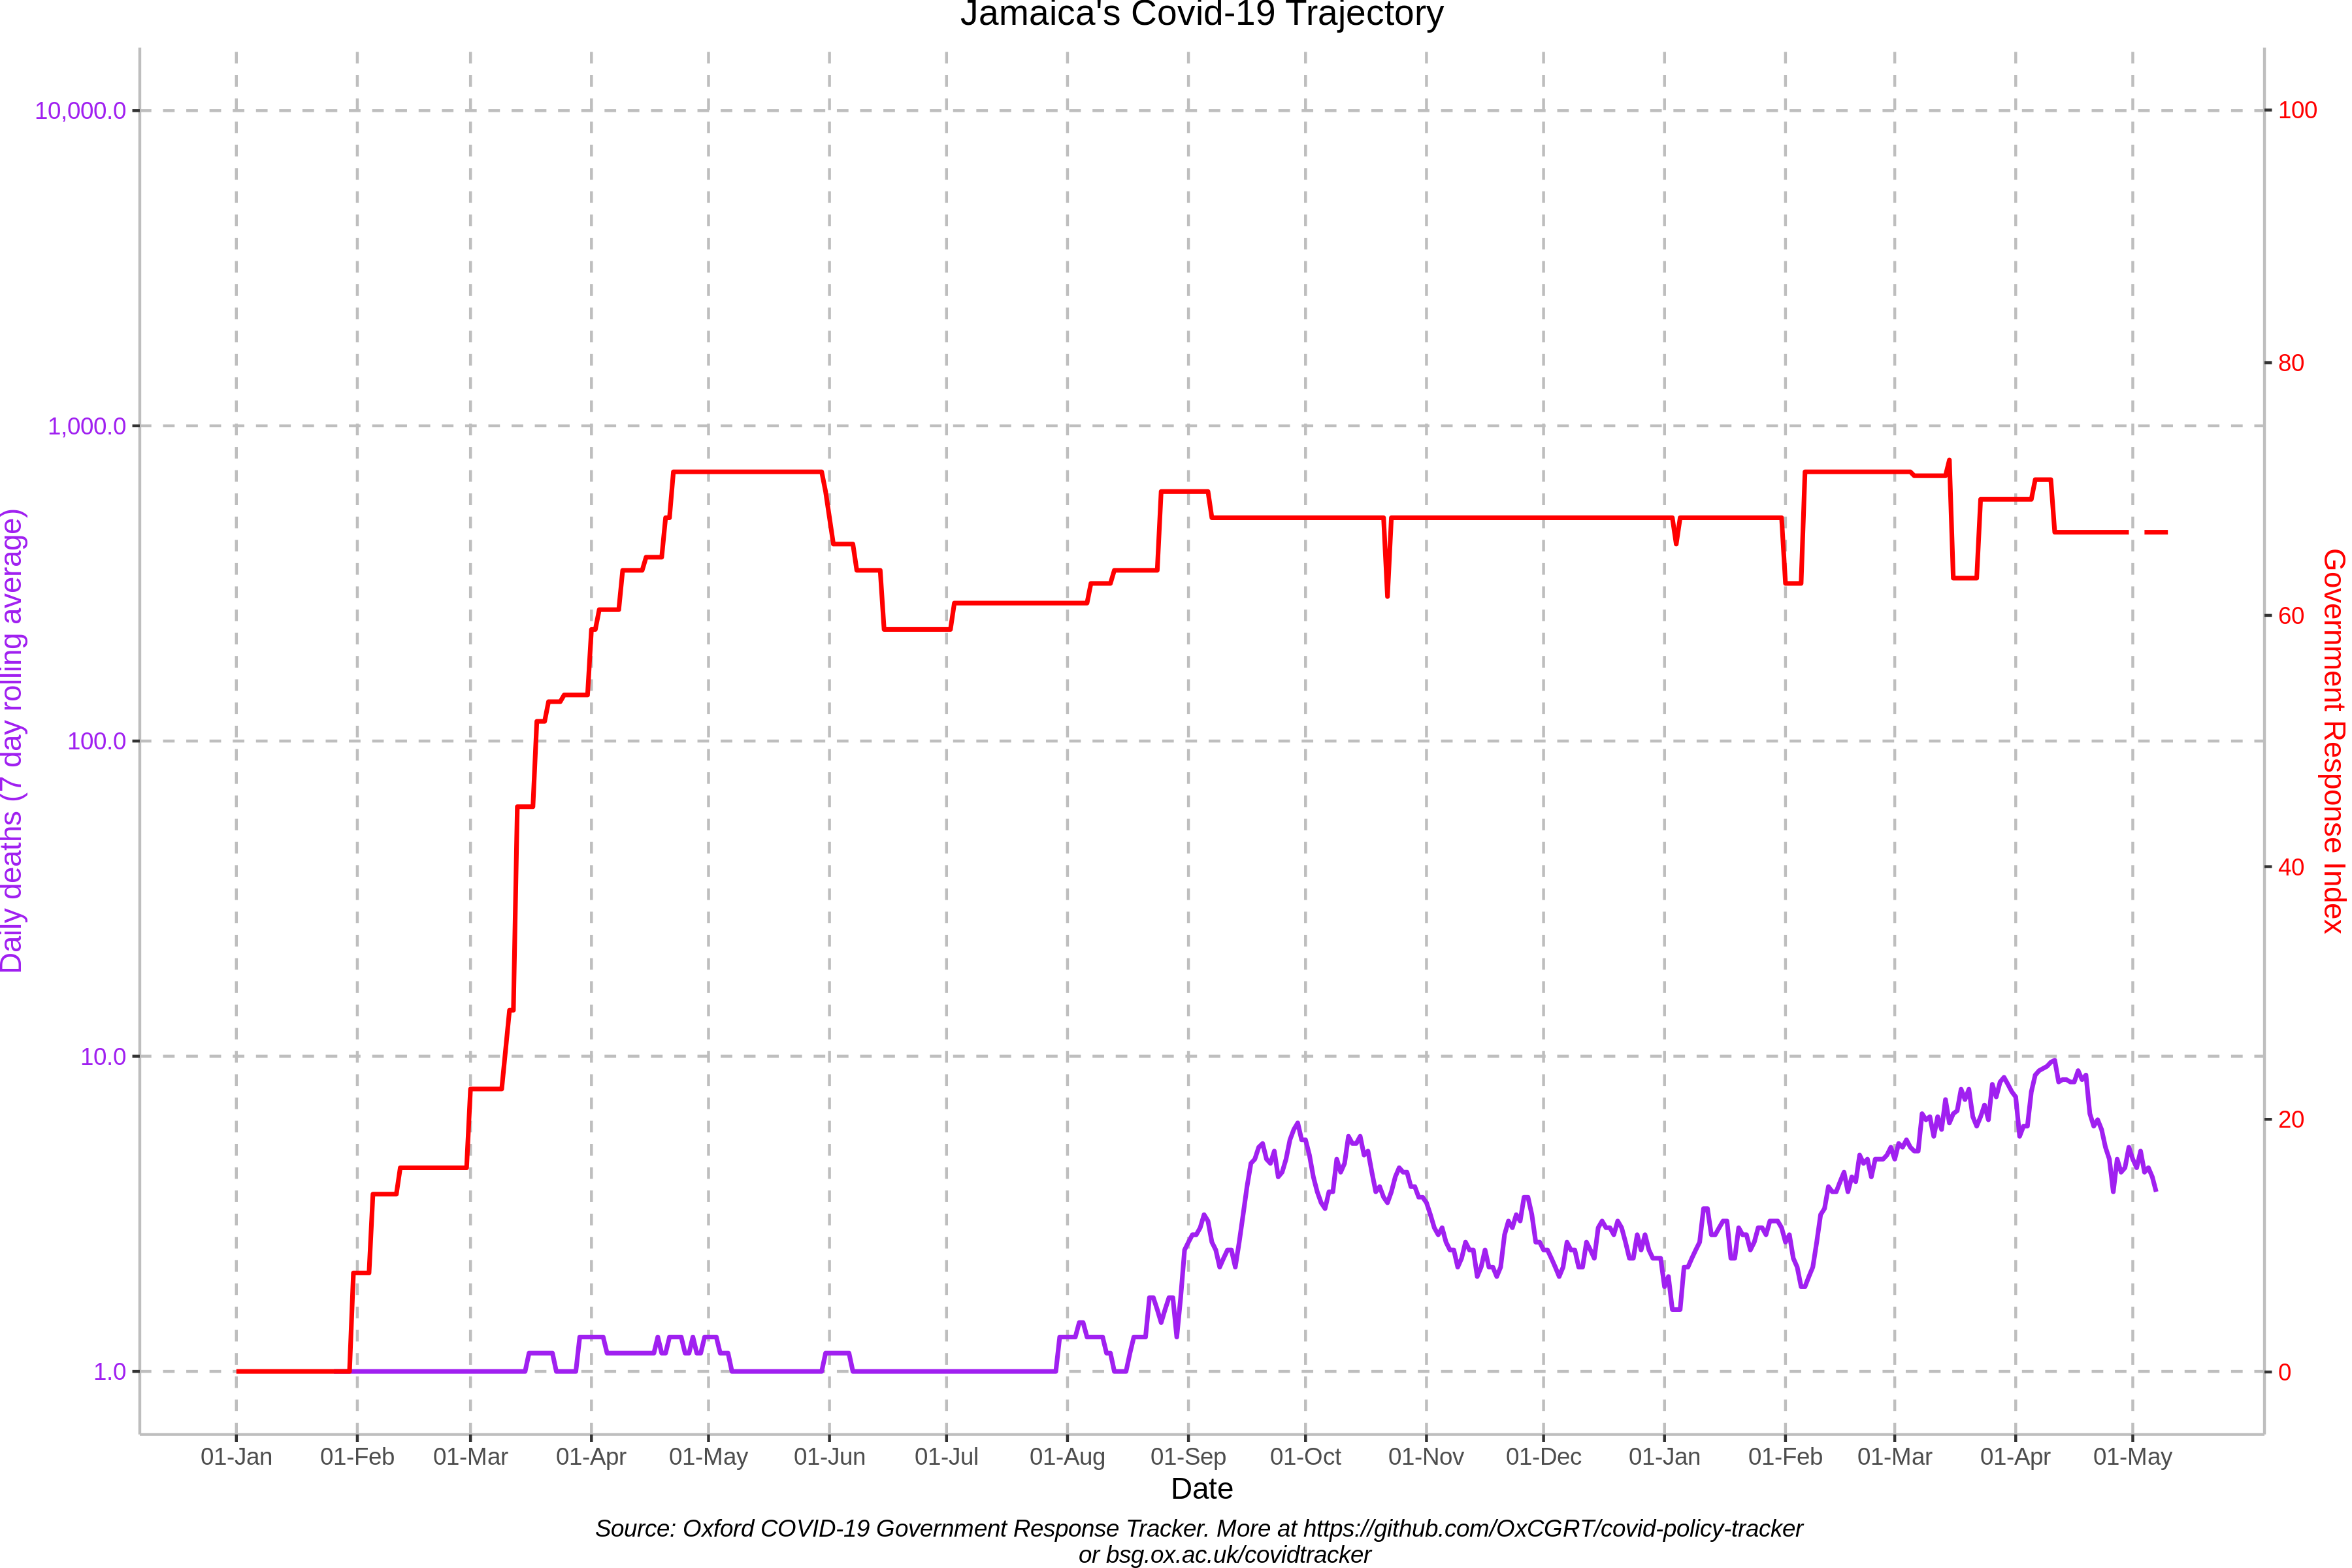 Jamaica's Covid-19 Trajectory
10,000.0
1,000.0
100.0
10.0
1.0
Daily deaths (7 day rolling average)
100
80
60
40
20
0
Government Response Index
01-Jan 01-Feb 01-Mar 01-Apr 01-May 01-Jun 01-Jul 01-Aug 01-Sep 01-Oct 01-Nov 01-Dec 01-Jan 01-Feb 01-Mar 01-Apr 01-May
Date
Source: Oxford COVID-19 Government Response Tracker. More at https://github.com/OxCGRT/covid-policy-tracker
or bsg.ox.ac.uk/covidtracker